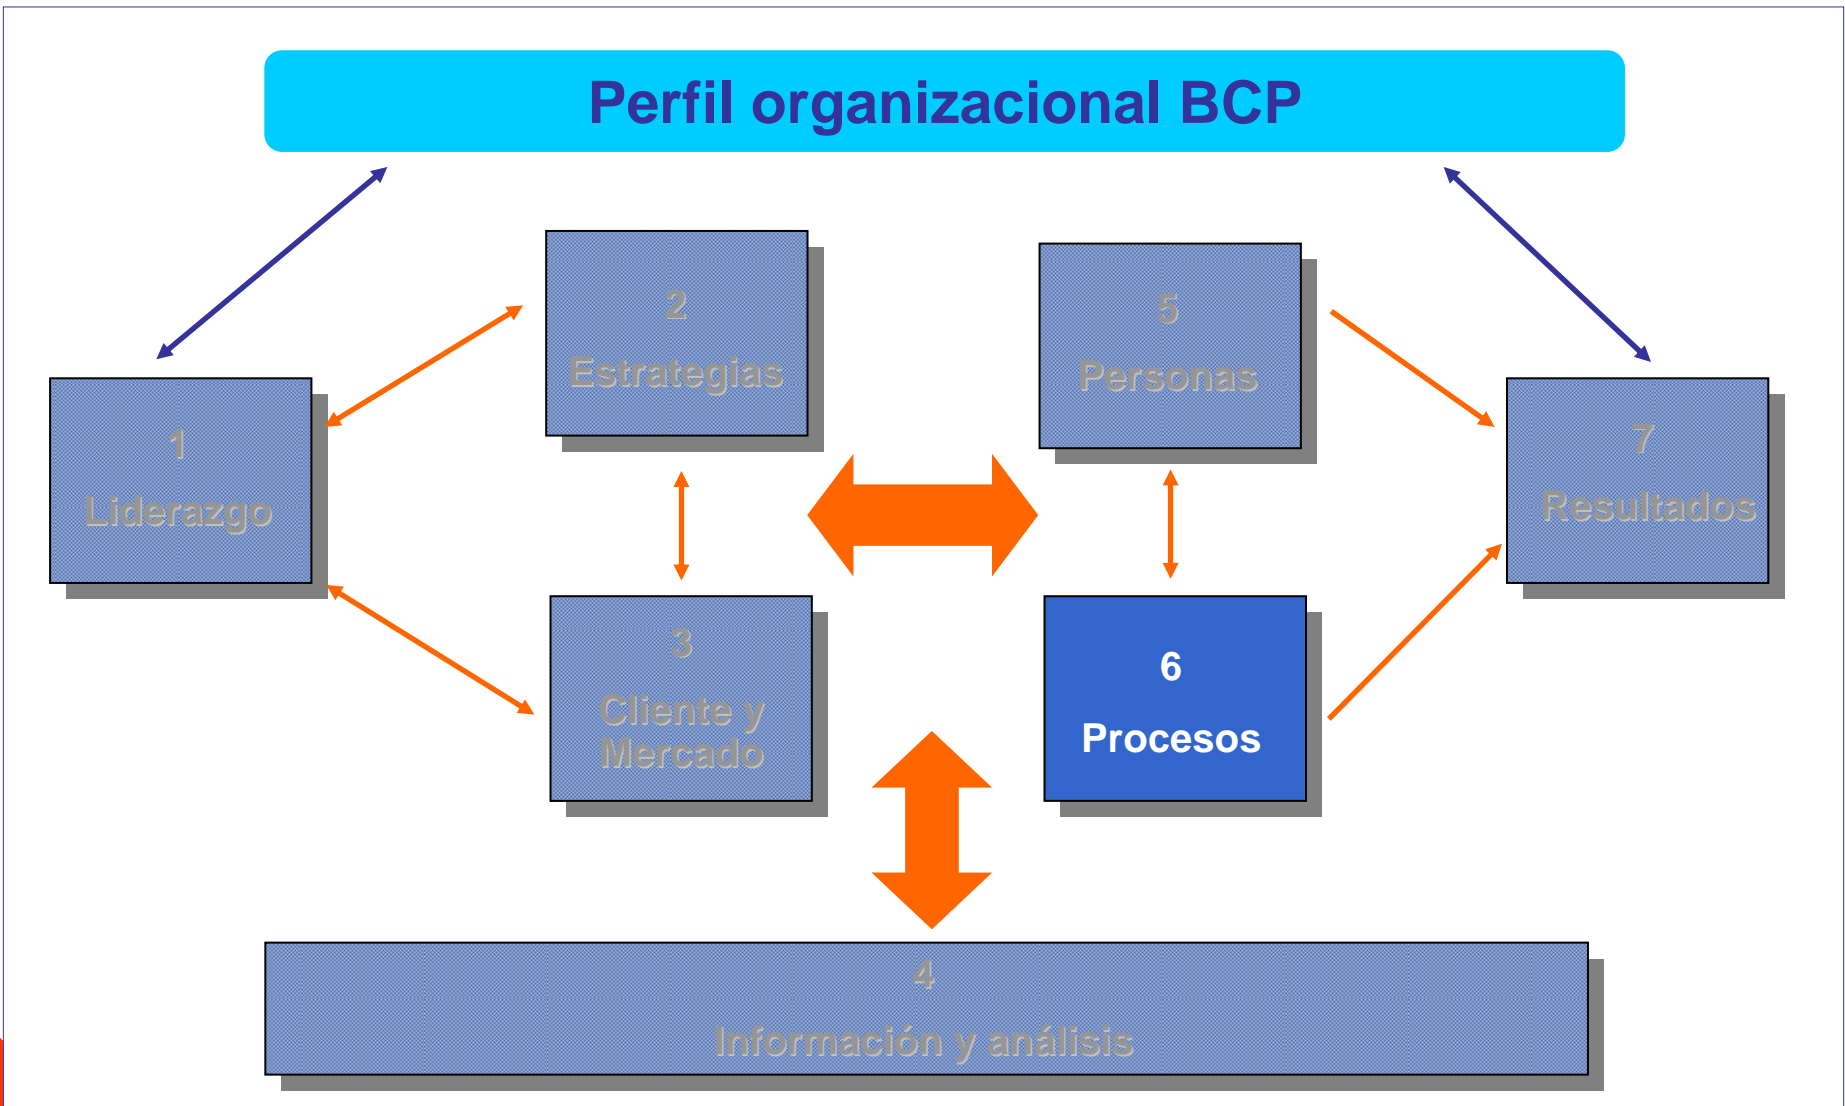 Perfil organizacional BCP
2
Estrategias
5
Personas
1
Liderazgo
7
Resultados
3
Cliente y
Mercado
6
Procesos
4
Información y análisis